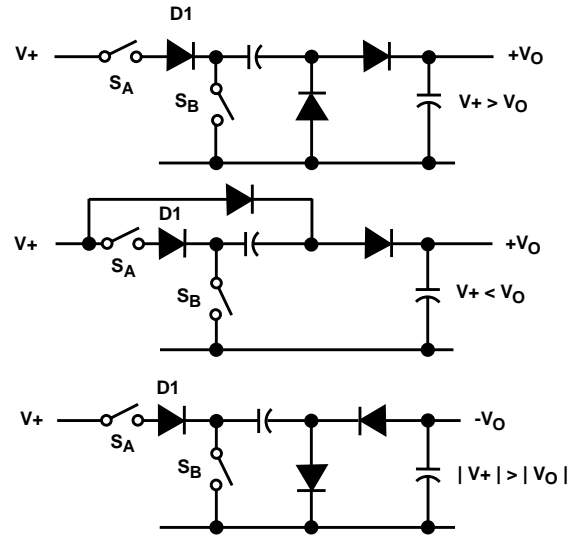 D1
V+
+VO
SA
SB
V+ > VO
D1
V+
+VO
SA
SB
V+ < VO
D1
V+
-VO
SA
SB
| V+ | > | VO |